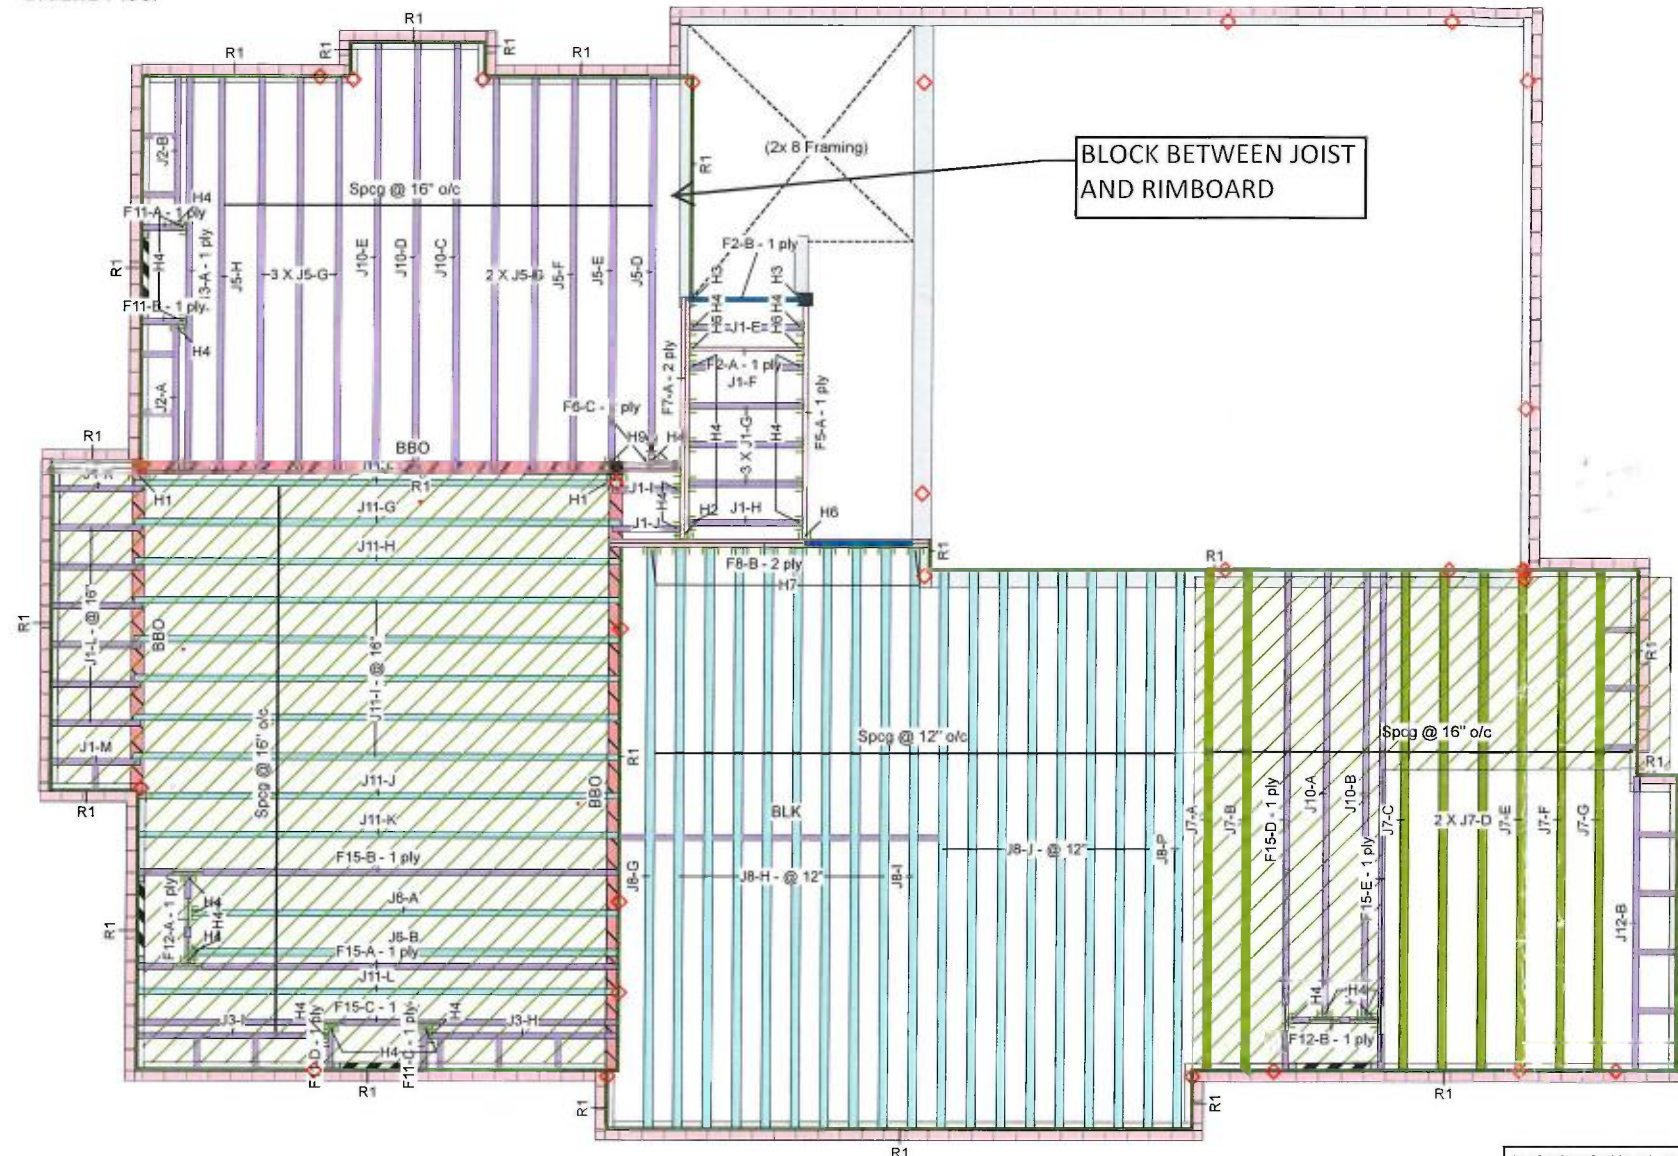 R1
R1
R1
R1
R1
BLOCK BETWEEN JOIST
AND RIMBOARD
(2x 8 Framing)
R1
J2-B
Spcg @ 16" o/c
H4
F11-A - 1 ply
H4
R1
J5-H
3 X J5-G
J10-E
J10-D
J10-C
2 X J5-G
J5-F
J5-E
J5-D
F2-B - 1 ply
H3
H3
H4
H4
F11-B - 1 ply
H4
H6
J1-E
H6
F2-A - 1 ply
J1-F
F7-A - 2 ply
F5-A - 1 ply
J2-A
H4
H4
3 X J1-G
R1
BBO
H9
R1
H1
H1
J1-I
H4
J1-J
H2
J1-H
H6
J11-G
J11-H
R1
J1-L - @ 16"
BBO
J11-I - @ 16"
Spcg @ 16" o/c
J1-M
R1
J11-J
J11-K
BBO
R1
F15-B - 1 ply
F12-A - 1 ply
H4
H4
H4
J6-A
J6-B
R1
F15-A - 1 ply
J11-L
F15-C - 1
J3-H
H4
H4
H4
F11-C - 1 ply
R1
F8-B - 2 ply
H7
R1
R1
Spcg @ 12" o/c
Spcg @ 16" o/c
R1
R1
BLK
J8-G
J8-H - @ 12"
J8-I
J8-J - @ 12"
J8-P
J7-A
J7-B
F15-D - 1 ply
J10-A
J10-B
F15-E - 1 ply
J7-C
2 X J7-D
J7-E
J7-F
J7-G
J12-B
H4
H4
F12-B - 1 ply
R1
R1
R1
R1